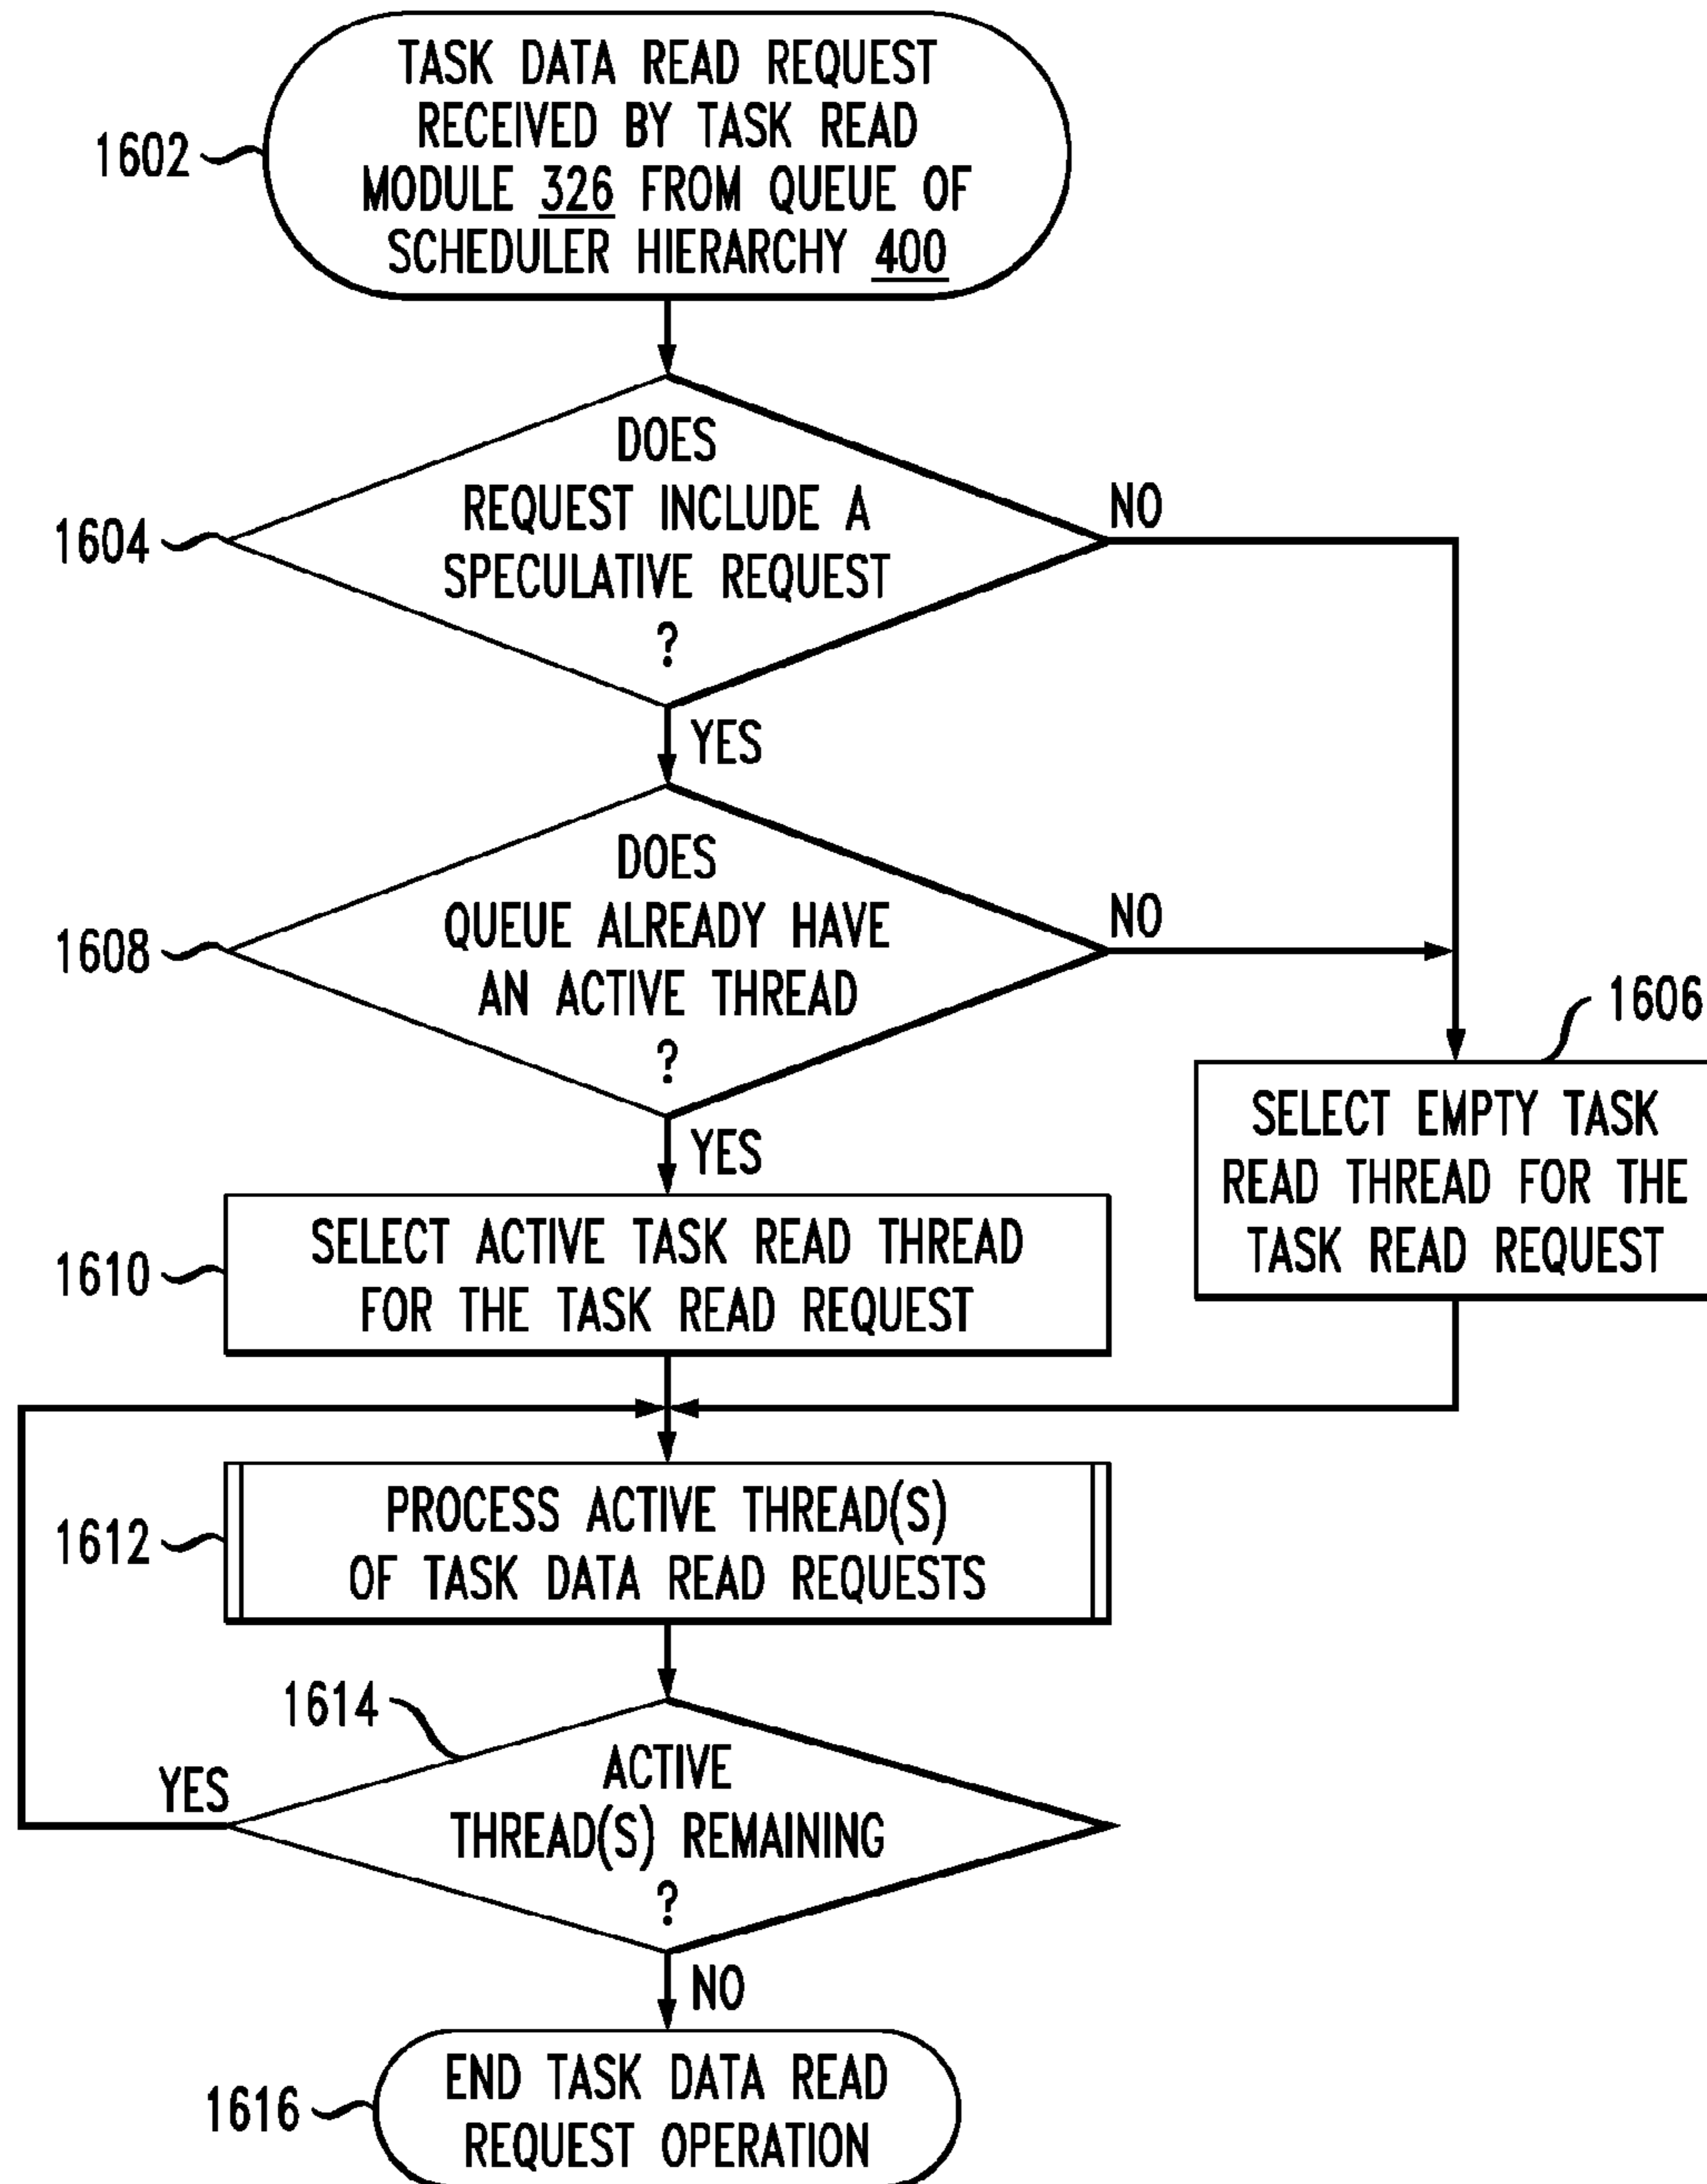 TASK DATA READ REQUEST
RECEIVED BY TASK READ
MODULE 326 FROM QUEUE OF
SCHEDULER HIERARCHY 400
1602
DOES
REQUEST INCLUDE A
SPECULATIVE REQUEST
?
1604
NO
YES
DOES
QUEUE ALREADY HAVE
AN ACTIVE THREAD
?
1608
NO
1606
SELECT EMPTY TASK
READ THREAD FOR THE
TASK READ REQUEST
YES
SELECT ACTIVE TASK READ THREAD
FOR THE TASK READ REQUEST
1610
PROCESS ACTIVE THREAD(S)
OF TASK DATA READ REQUESTS
1612
1614
ACTIVE
THREAD(S) REMAINING
?
YES
NO
END TASK DATA READ
REQUEST OPERATION
1616